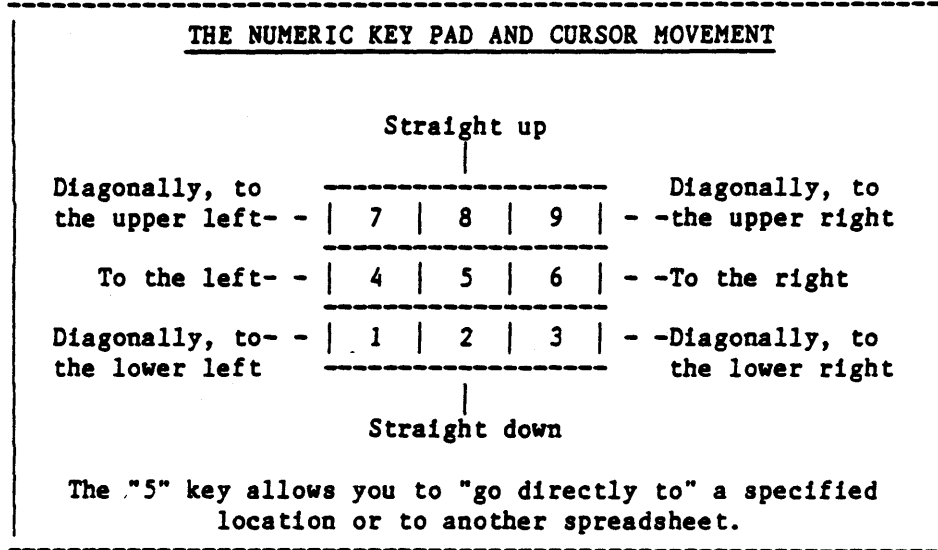 THE NUMERIC KEY PAD AND CURSOR MOVEMENT
Straight up
Diagonally, to Diagonally, to
the upper left- - | 7 | 8 | 9 | - -the upper right
To the left- - | 4 | 5 | 6 | - -To the right
Diagonally, to- - | 1 | 2 | 3 | - -Diagonally, to
the lower left the lower right
Straight down
The "5" key allows you to "go directly to" a specified
location or to another spreadsheet.